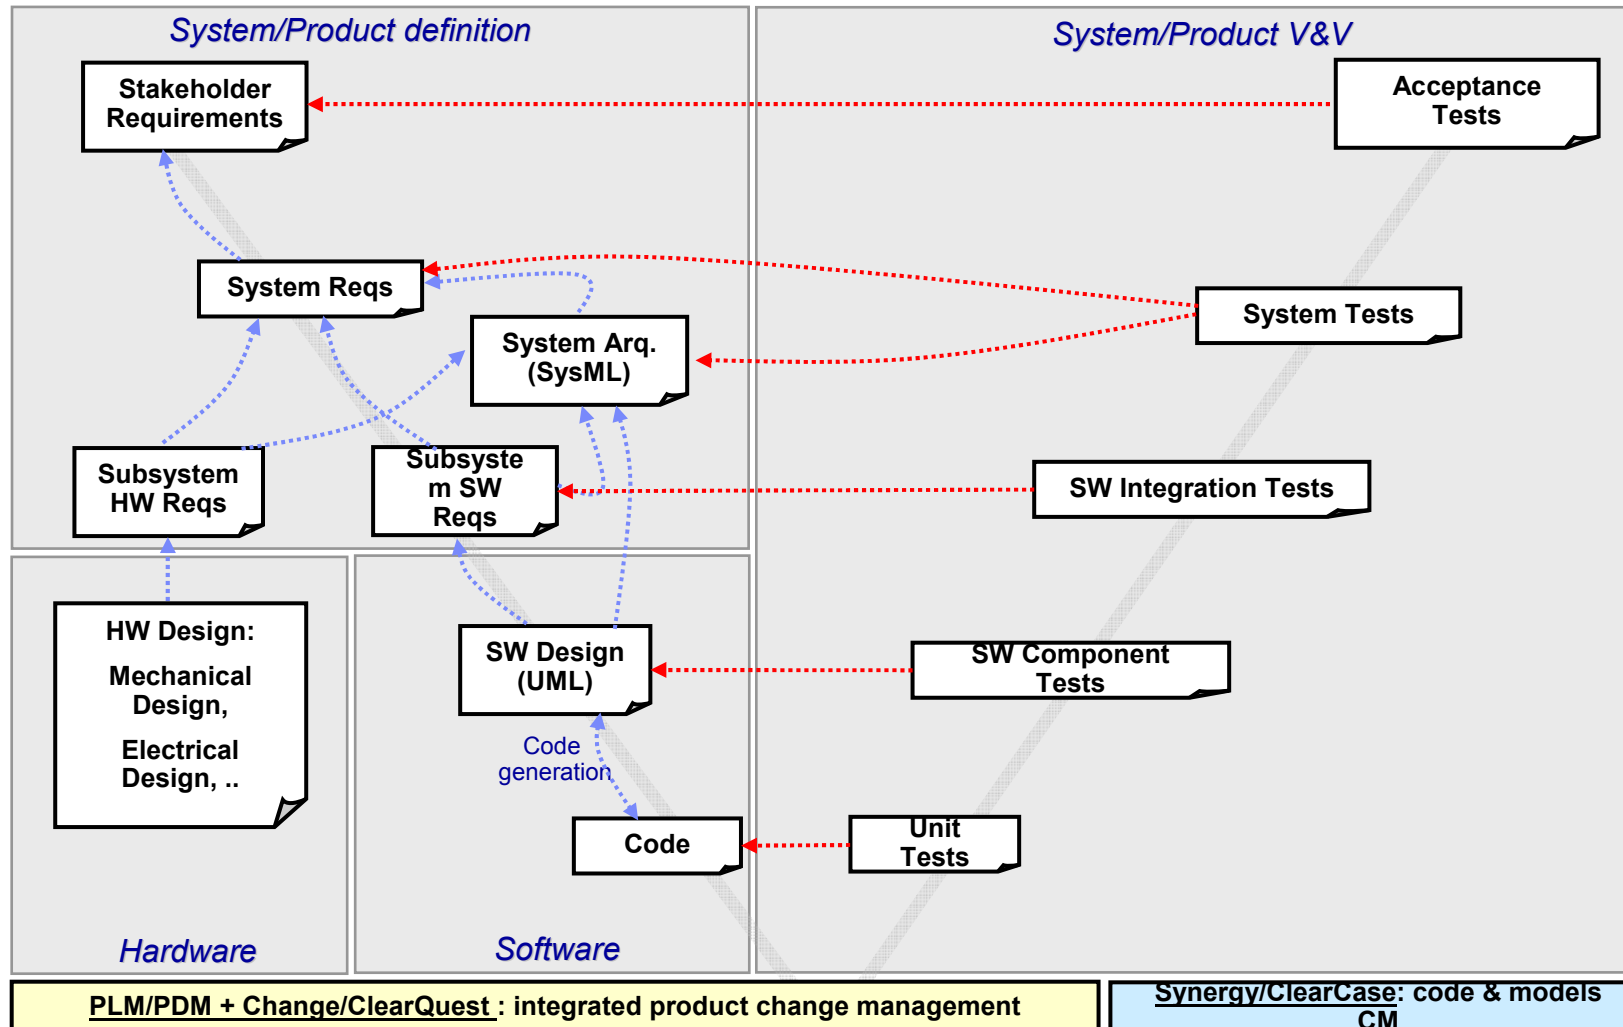 System/Product definition
System/Product V&V
Stakeholder
Requirements
Acceptance
Tests
System Reqs
System Arq.
(SysML)
System Tests
Subsystem
HW Reqs
Subsyste
m SW
Reqs
SW Integration Tests
HW Design:
Mechanical
Design,
Electrical
Design, ..
SW Design
(UML)
SW Component
Tests
Code
generation
Code
Unit
Tests
Hardware
Software
PLM/PDM + Change/ClearQuest : integrated product change management
Synergy/ClearCase: code & models
CM